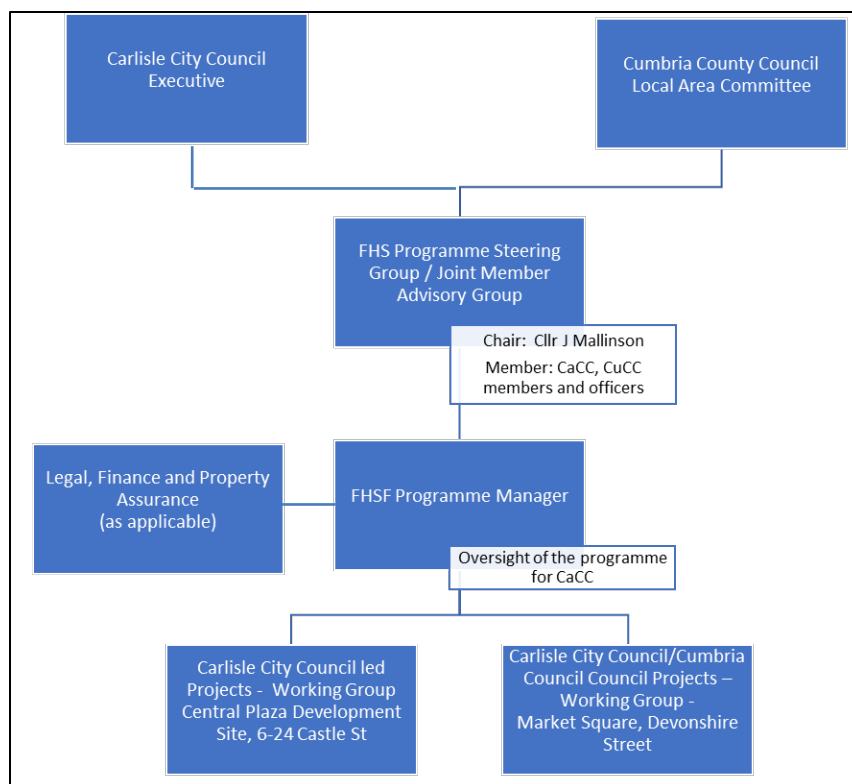 Carlisle City Council
Executive
Cumbria County Council
Local Area Committee
FHS Programme Steering
Group / Joint Member
Advisory Group
Chair: Cllr J Mallinson
Member: CaCC, CuCC
members and officers
Legal, Finance and Property
Assurance
(as applicable)
FHSF Programme Manager
Oversight of the programme
for CaCC
Carlisle City Council led
Projects - Working Group
Central Plaza Development
Site, 6-24 Castle St
Carlisle City Council/Cumbria
Council Council Projects –
Working Group -
Market Square, Devonshire
Street